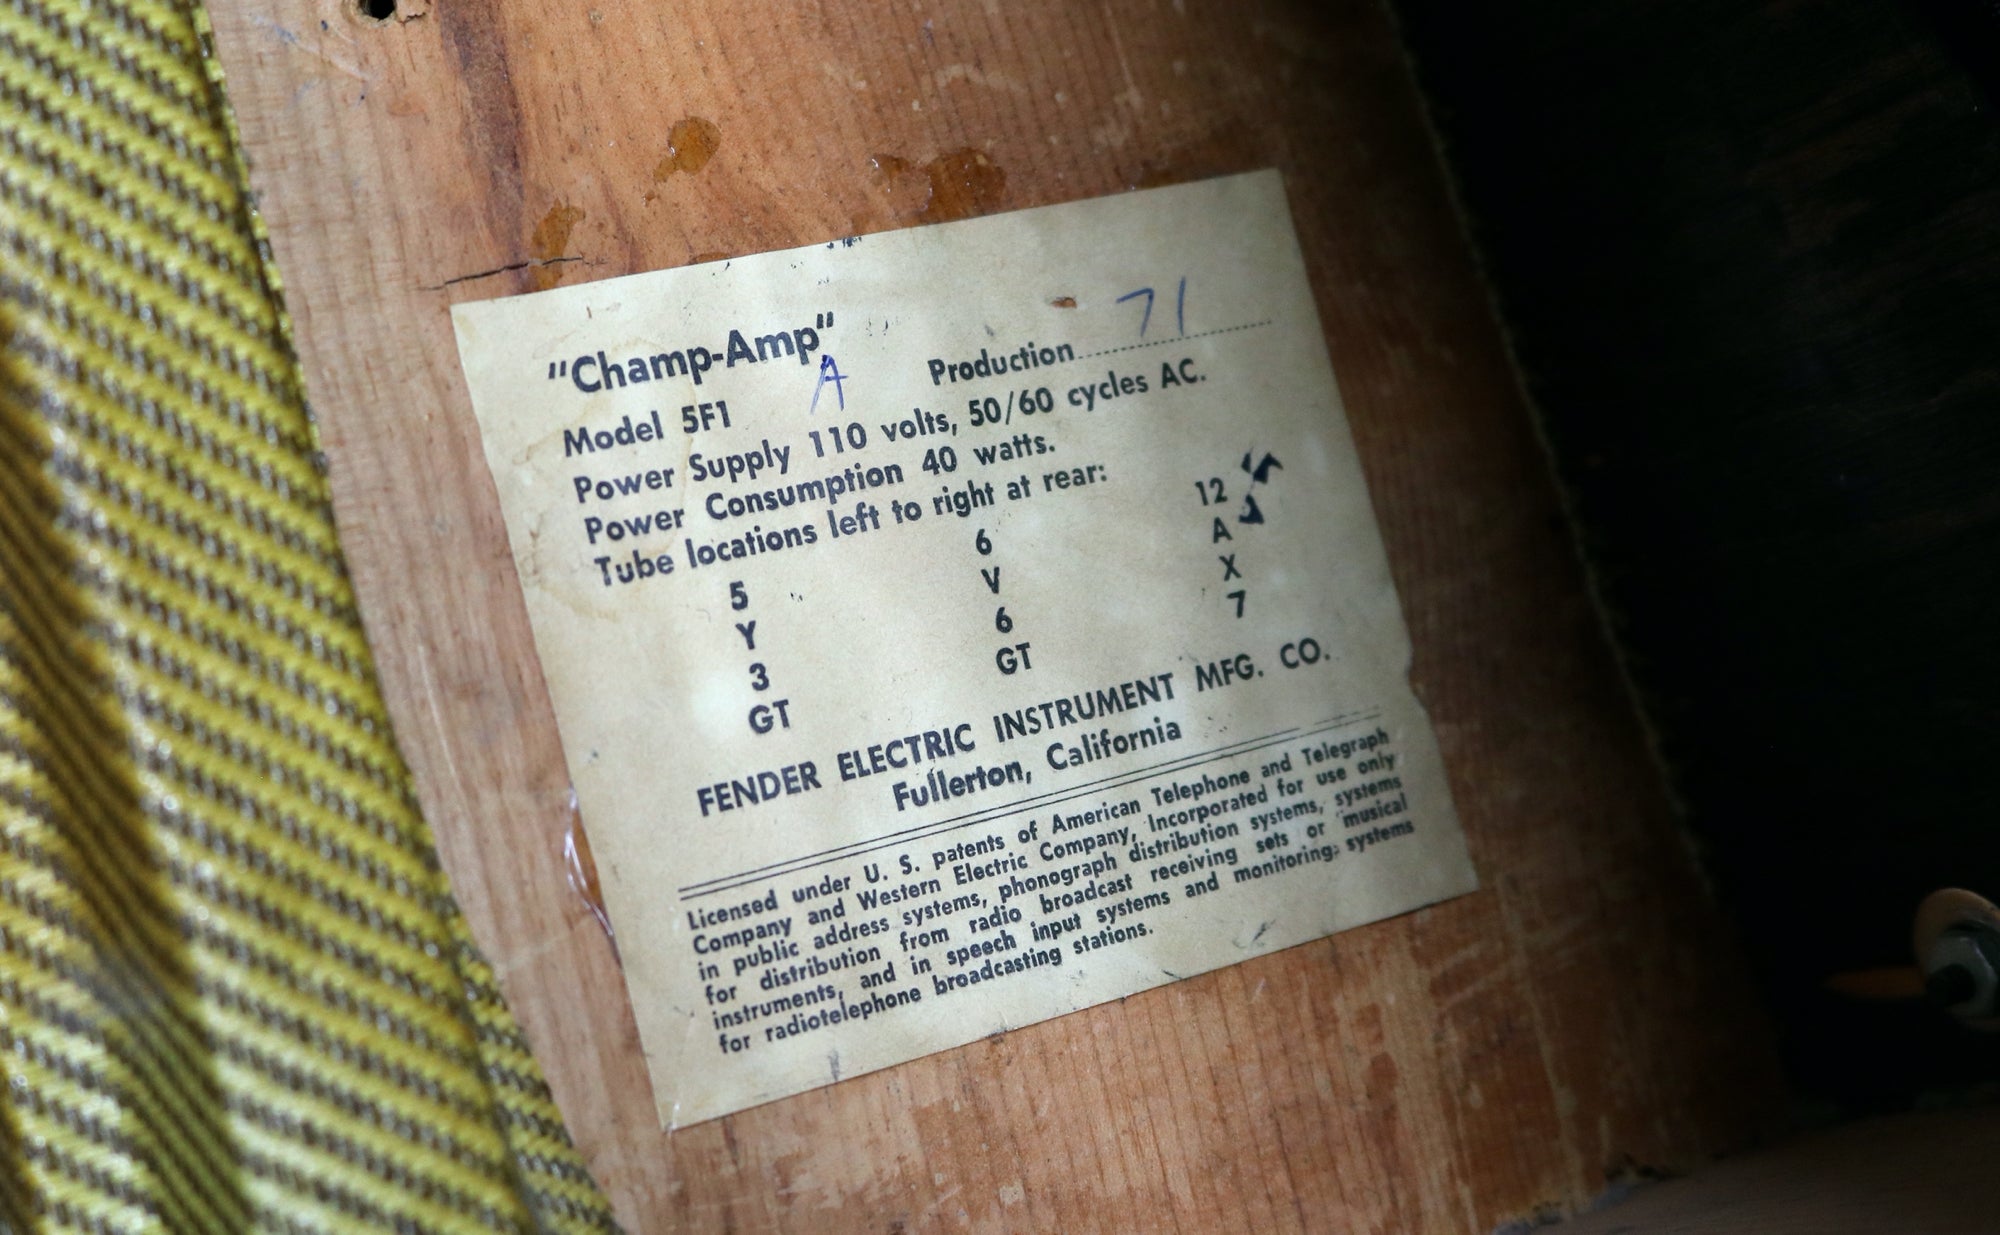 "Champ-Amp"
A
Production 71
Model 5F1
Power Supply 110 volts, 50/60 cycles AC.
Power Consumption 40 watts.
Tube locations left to right at rear:
5 6 12
Y V A
3 6 X
GT GT 7
FENDER ELECTRIC INSTRUMENT MFG. CO.
Fullerton, California
Licensed under U. S. patents of American Telephone and Telegraph
Company and Western Electric Company, Incorporated for use only
in public address systems, phonograph distribution systems, systems
for distribution from radio broadcast receiving sets or musical
instruments, and in speech input systems and monitoring: systems
for radiotelephone broadcasting stations.